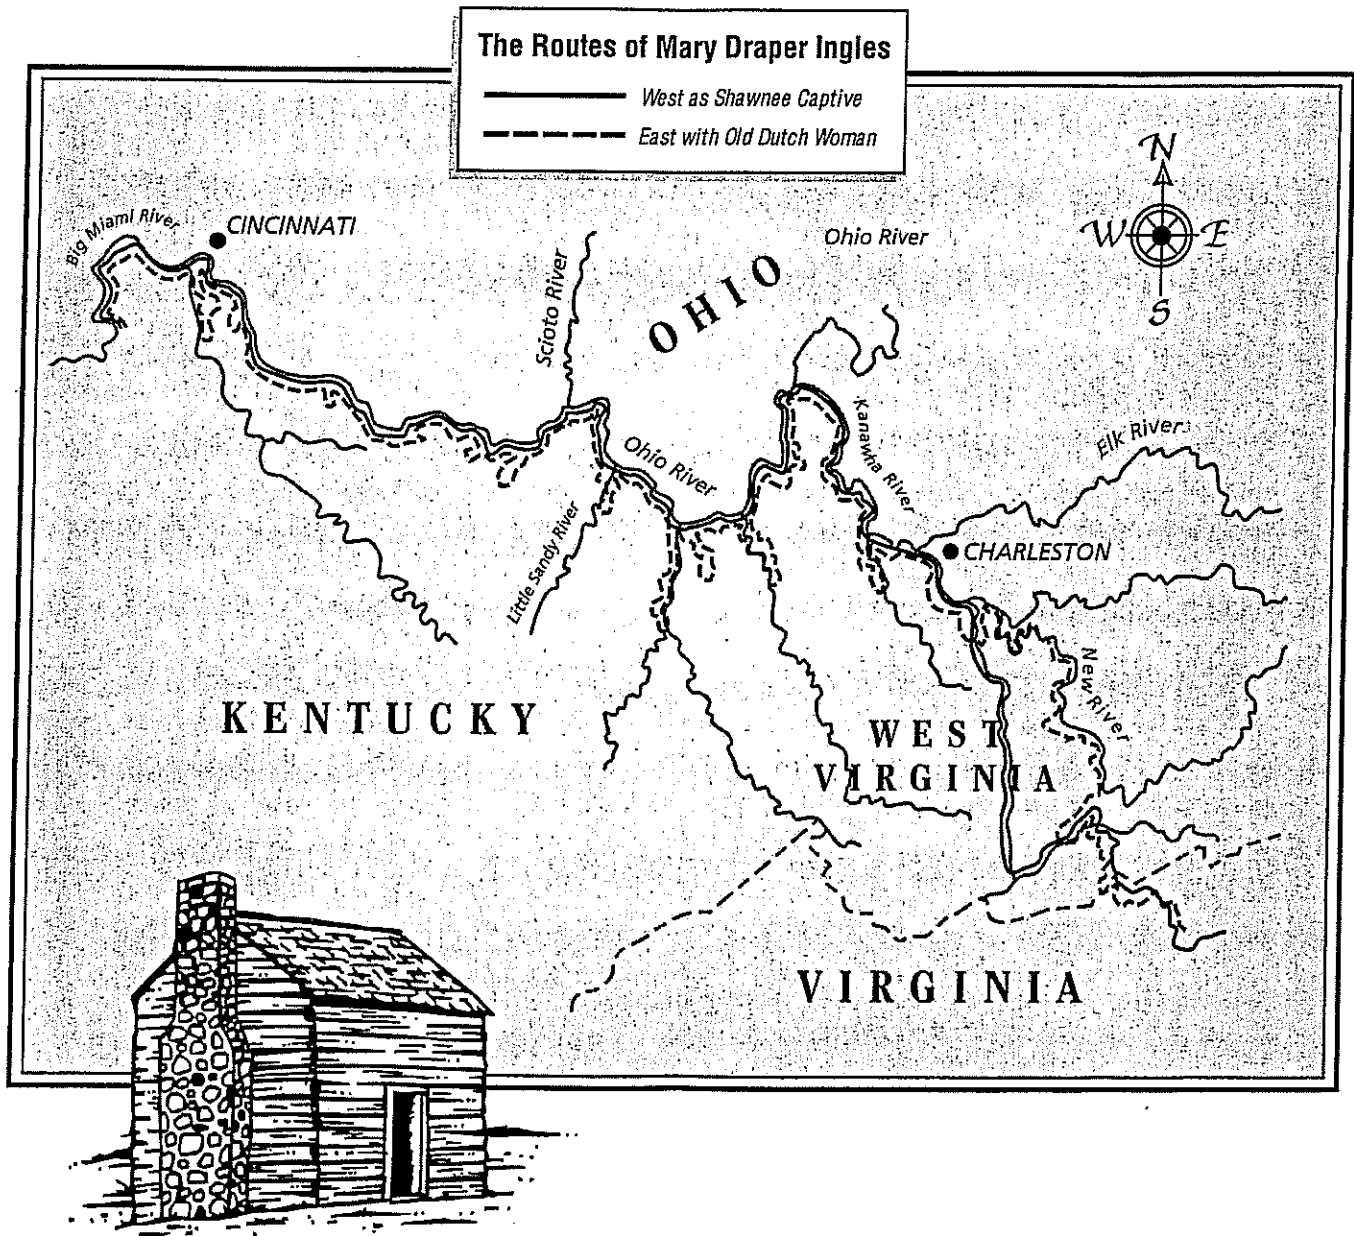 The Routes of Mary Draper Ingles
West as Shawnee Captive
East with Old Dutch Woman
N
W E
S
Big Miami River
CINCINNATI
Scioto River
OHIO
Ohio River
Kanawha River
Elk River
Ohio River
Little Sandy River
CHARLESTON
New River
KENTUCKY
WEST
VIRGINIA
VIRGINIA